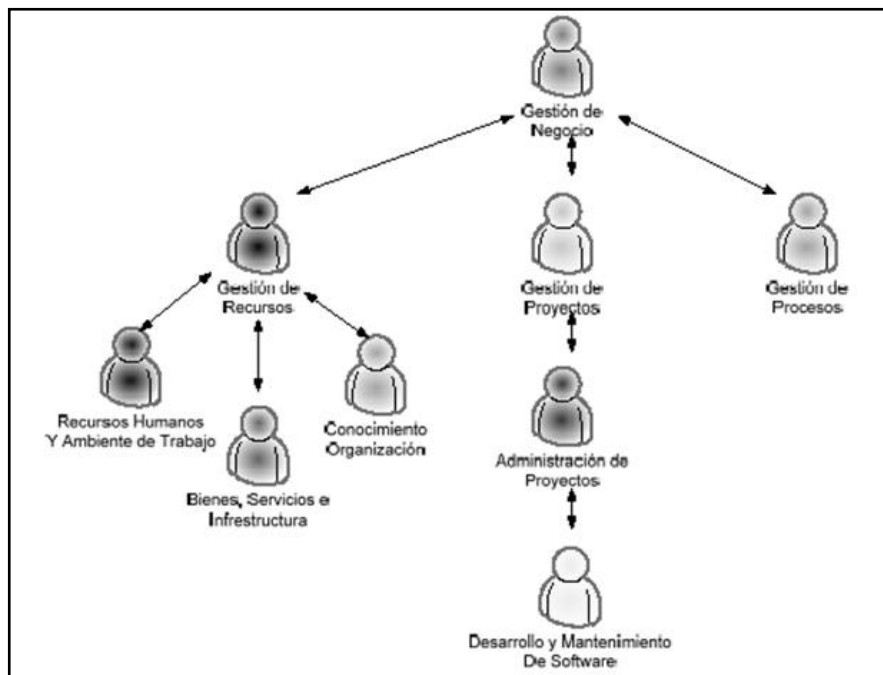 Gestión de
Negocio
Gestión de
Recursos
Gestión de
Proyectos
Gestión de
Procesos
Recursos Humanos
Y Ambiente de Trabajo
Bienes, Servicios e
Infrestructura
Conocimiento
Organización
Administración de
Proyectos
Desarrollo y Mantenimiento
De Software